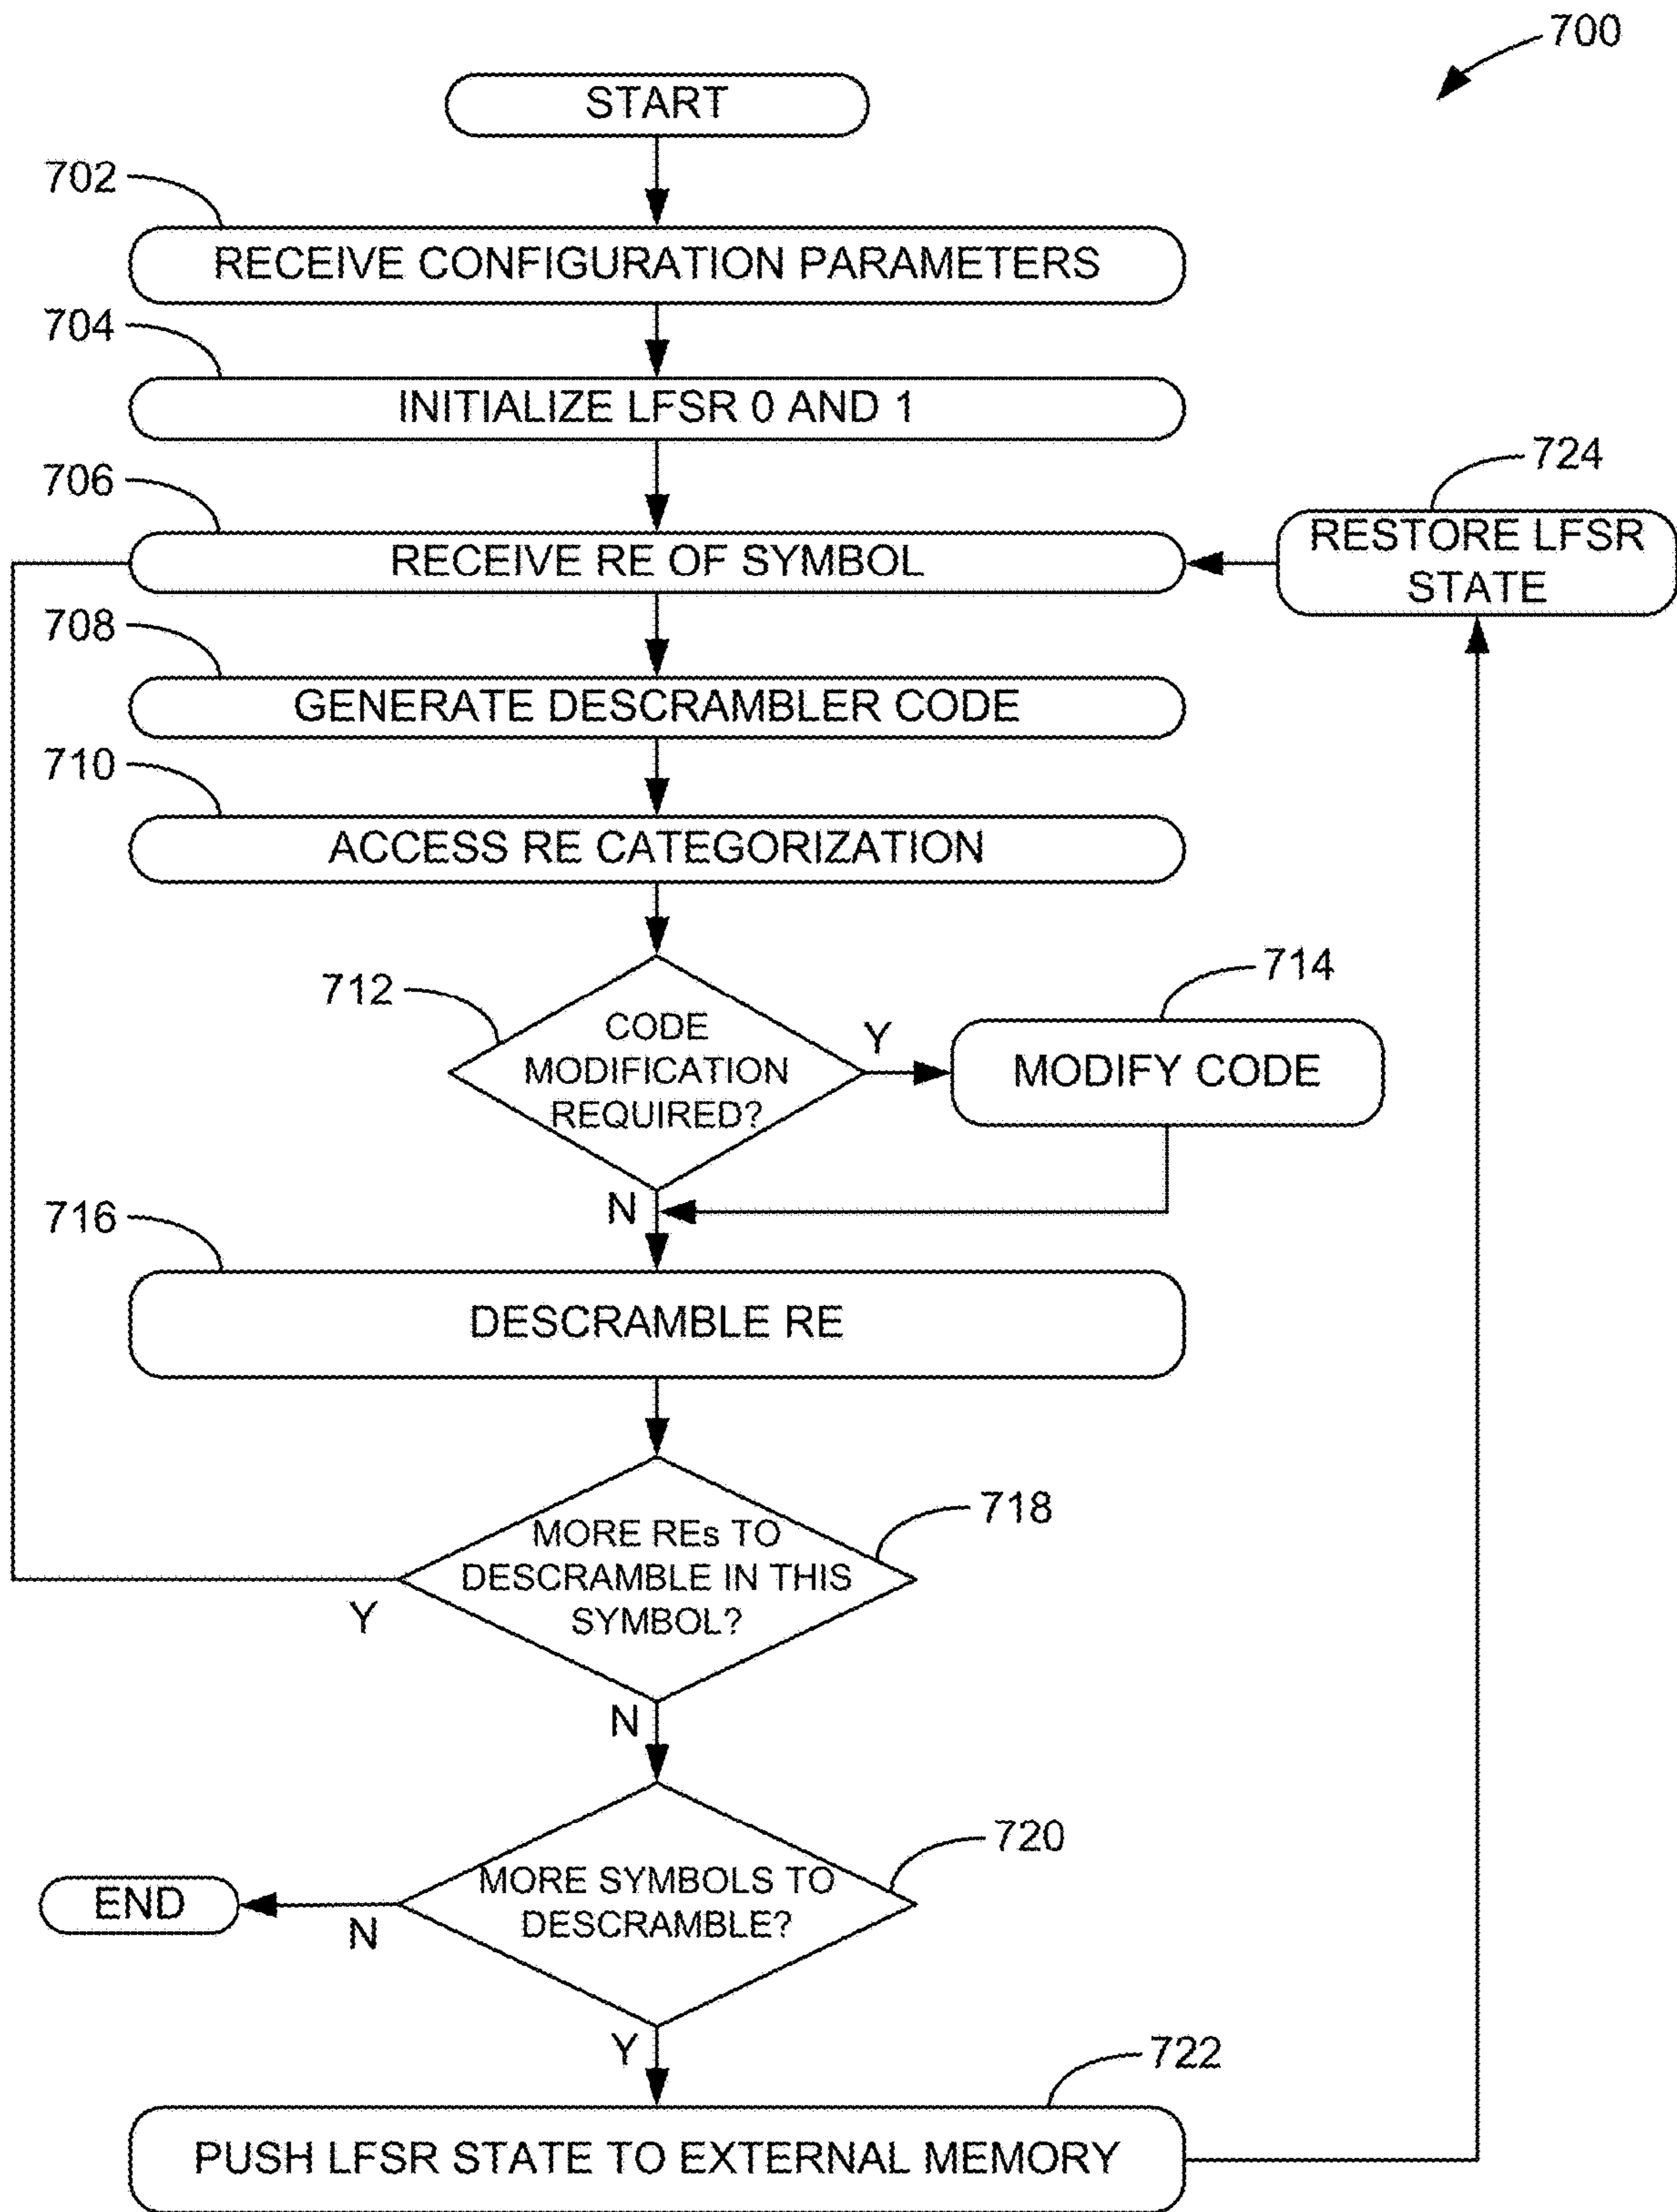 700
START
702
RECEIVE CONFIGURATION PARAMETERS
704
INITIALIZE LFSR 0 AND 1
706
RECEIVE RE OF SYMBOL
724
RESTORE LFSR
STATE
708
GENERATE DESCRAMBLER CODE
710
ACCESS RE CATEGORIZATION
712
CODE
MODIFICATION
REQUIRED?
Y
714
MODIFY CODE
N
716
DESCRAMBLE RE
718
MORE REs TO
DESCRAMBLE IN THIS
SYMBOL?
Y
N
720
MORE SYMBOLS TO
DESCRAMBLE?
END
N
Y
722
PUSH LFSR STATE TO EXTERNAL MEMORY